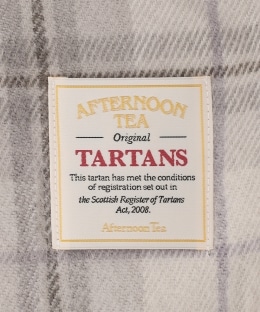 AFTERNOON
TEA
Original
TARTANS
This tartan has met the conditions
of registration set out in
the Scottish Register of Tartans
Act, 2008.
Afternoon Tea